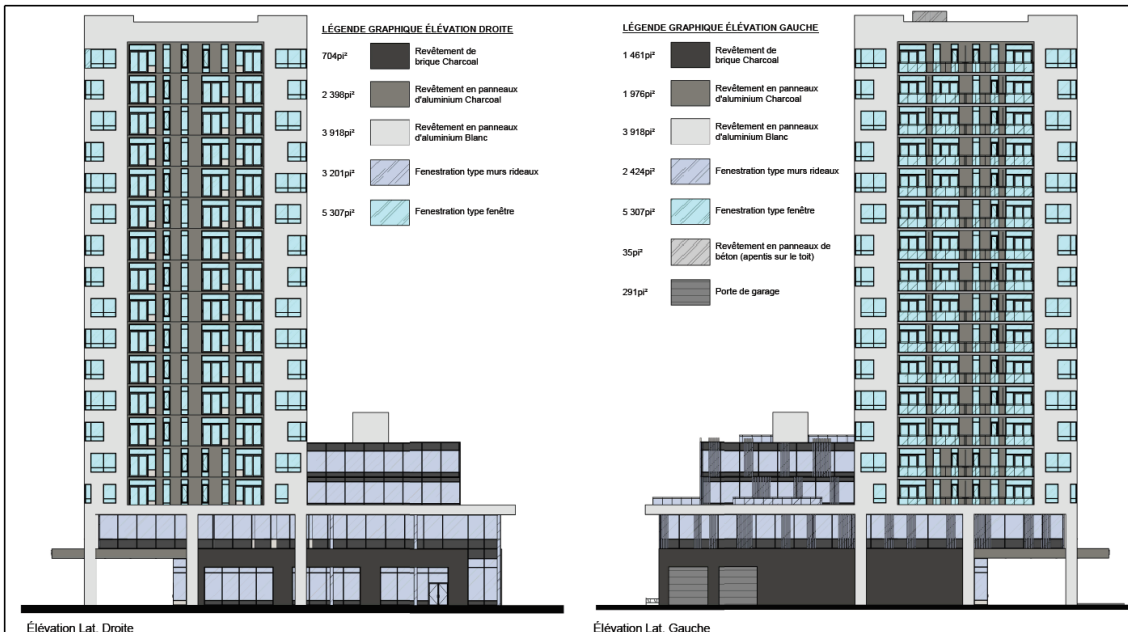 LÉGENDE GRAPHIQUE ÉLÉVATION DROITE
704pi²
Revêtement de
brique Charcoal
2 398pi²
Revêtement en panneaux
d'aluminium Charcoal
3 918pi²
Revêtement en panneaux
d'aluminium Blanc
3 201pi²
Fenestration type murs rideaux
5 307pi²
Fenestration type fenêtre
LÉGENDE GRAPHIQUE ÉLÉVATION GAUCHE
1 461pi²
Revêtement de
brique Charcoal
1 976pi²
Revêtement en panneaux
d'aluminium Charcoal
3 918pi²
Revêtement en panneaux
d'aluminium Blanc
2 424pi²
Fenestration type murs rideaux
5 307pi²
Fenestration type fenêtre
35pi²
Revêtement en panneaux de
béton (apentis sur le toit)
291pi²
Porte de garage
Élévation Lat. Droite
Élévation Lat. Gauche